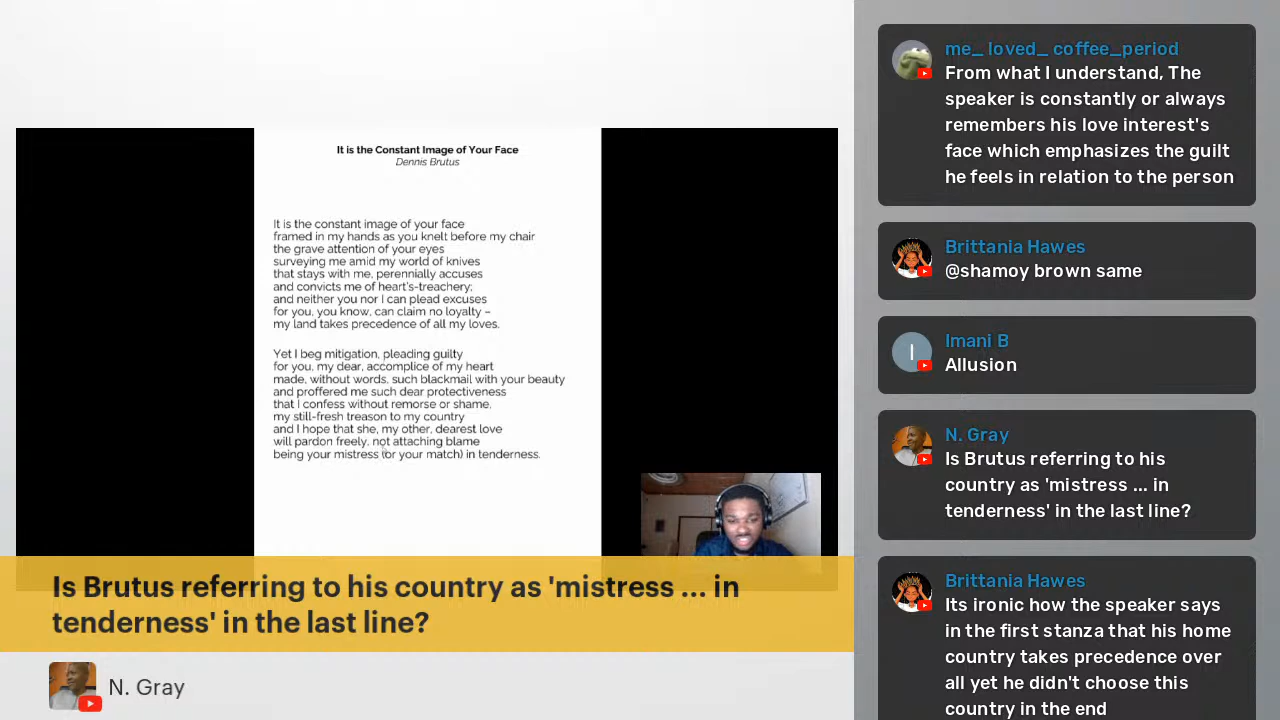 It is the Constant Image of Your Face
Dennis Brutus
It is the constant image of your face
framed in my hands as you knelt before my chair
the grave attention of your eyes
surveying me amid my world of knives
that stays with me, perennially accuses
and convicts me of heart's-treachery;
and neither you nor I can plead excuses
for you, you know, can claim no loyalty –
my land takes precedence of all my loves.
Yet I beg mitigation, pleading guilty
for you, my dear, accomplice of my heart
made, without words, such blackmail with your beauty
and proffered me such dear protectiveness
that I confess without remorse or shame,
my still-fresh treason to my country
and I hope that she, my other, dearest love
will pardon freely, not attaching blame
being your mistress (or your match) in tenderness.
Is Brutus referring to his country as 'mistress ... in
tenderness' in the last line?
N. Gray
me_ loved_ coffee_period
From what I understand, The
speaker is constantly or always
remembers his love interest's
face which emphasizes the guilt
he feels in relation to the person
Brittania Hawes
@shamoy brown same
I
Imani B
Allusion
N. Gray
Is Brutus referring to his
country as 'mistress ... in
tenderness' in the last line?
Brittania Hawes
Its ironic how the speaker says
in the first stanza that his home
country takes precedence over
all yet he didn't choose this
country in the end